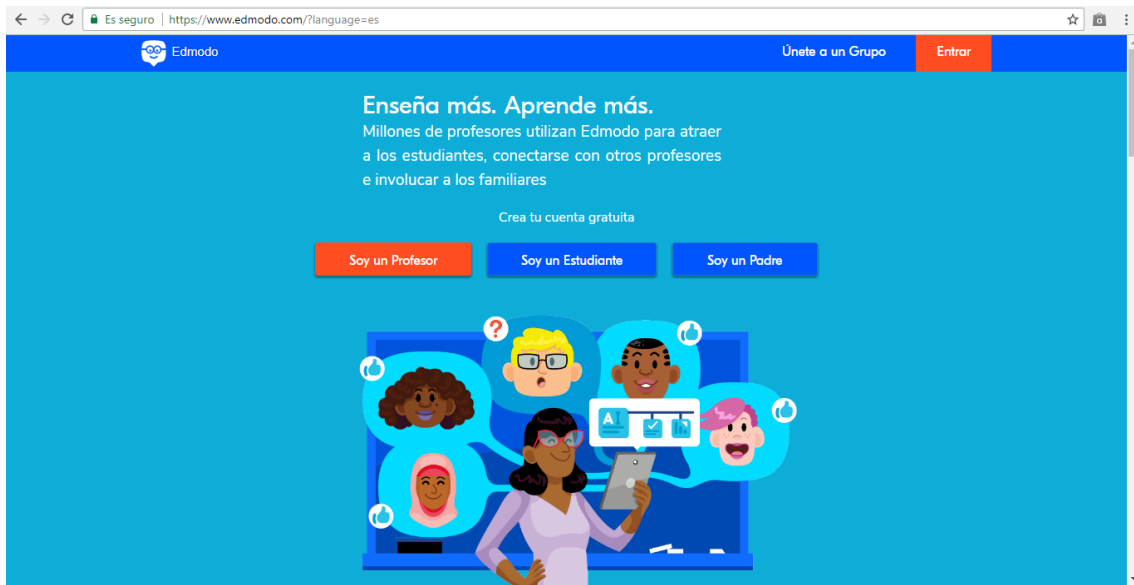 Es seguro https://www.edmodo.com/?language=es
Edmodo Únete a un Grupo Entrar
Enseña más. Aprende más.
Millones de profesores utilizan Edmodo para atraer
a los estudiantes, conectarse con otros profesores
e involucar a los familiares
Crea tu cuenta gratuita
Soy un Profesor Soy un Estudiante Soy un Padre
A